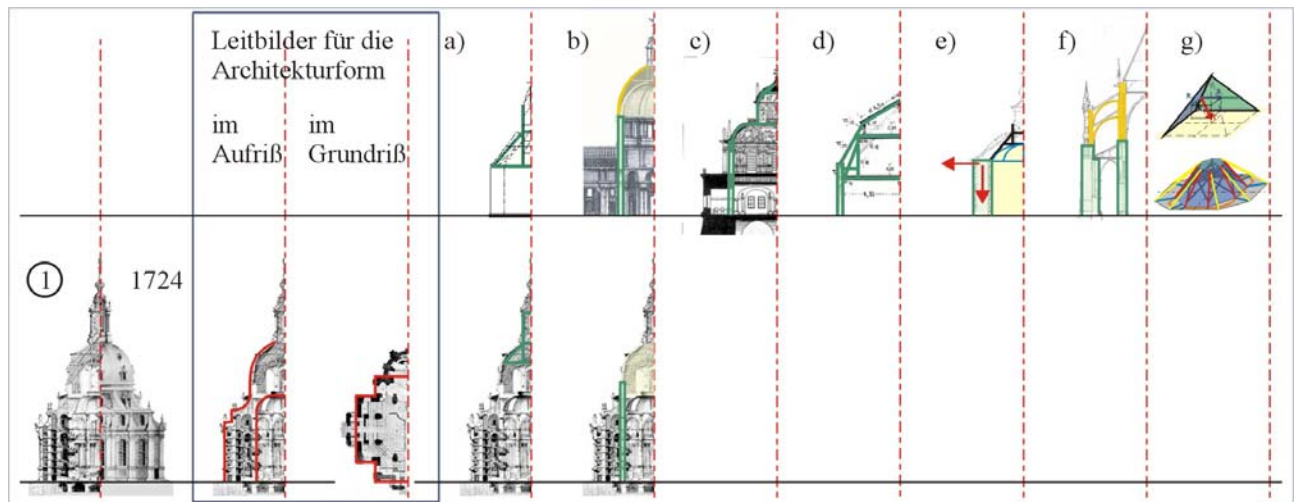 Leitbilder für die
Architekturform
im
Aufriß
im
Grundriß
a)
b)
c)
d)
e)
f)
g)
1
1724